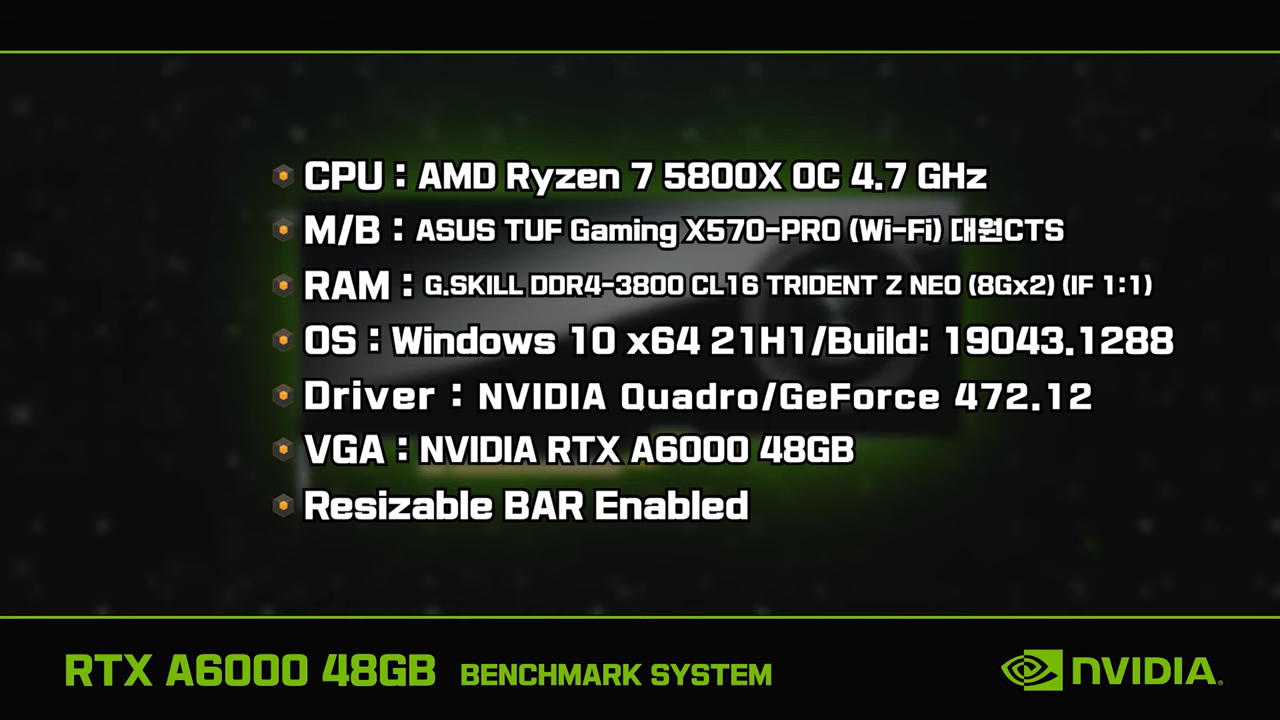 CPU : AMD Ryzen 7 5800X OC 4.7 GHz
M/B : ASUS TUF Gaming X570-PRO (Wi-Fi) 대원CTS
RAM : G.SKILL DDR4-3800 CL16 TRIDENT Z NEO (8Gx2) (IF 1:1)
OS : Windows 10 x64 21H1/Build: 19043.1288
Driver : NVIDIA Quadro/GeForce 472.12
VGA : NVIDIA RTX A6000 48GB
Resizable BAR Enabled
RTX A6000 48GB BENCHMARK SYSTEM
NVIDIA.